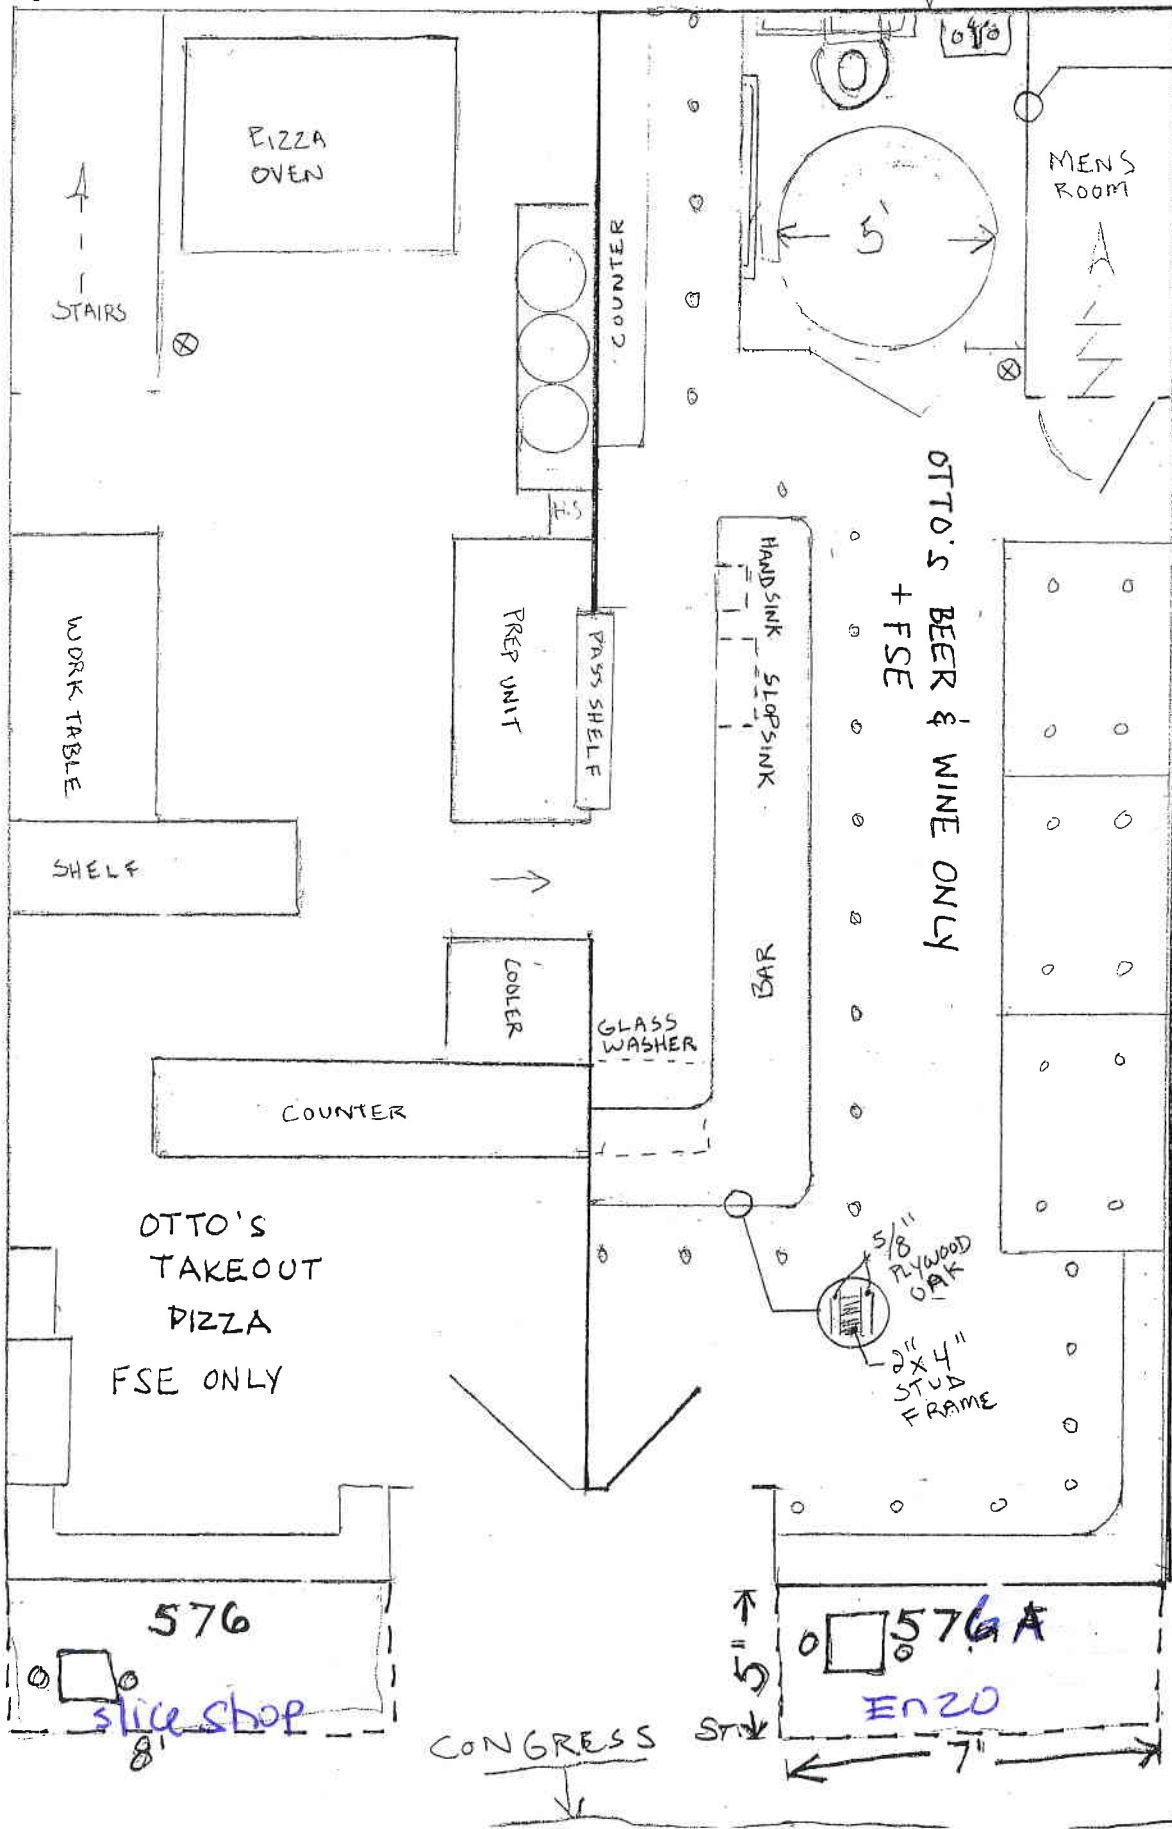 PIZZA
OVEN
STAIRS
COUNTER
5'
MENS
ROOM
H.S
WORK TABLE
PREP UNIT
PASS SHELF
HANDSINK
SLOPSINK
OTTO'S BEER & WINE ONLY
+ FSE
SHELF
COOLER
BAR
GLASS
WASHER
COUNTER
OTTO'S
TAKEOUT
PIZZA
FSE ONLY
5/8"
PLYWOOD
OAK
2"x 4"
STUD
FRAME
576
slice shop
8'
5"
576A
Enzo
7"
CONGRESS
ST